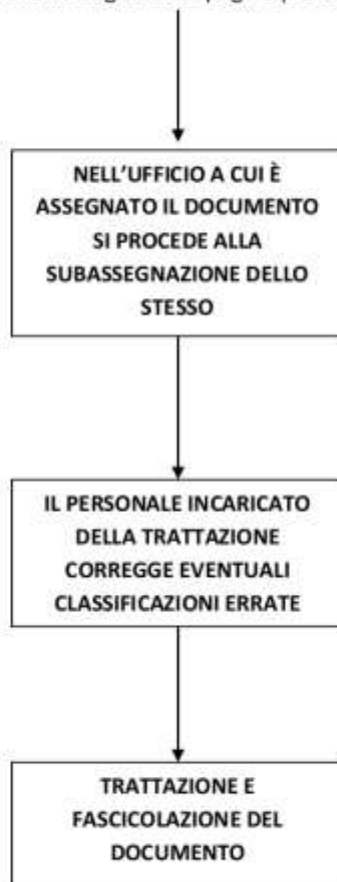 NELL'UFFICIO A CUI È
ASSEGNATO IL DOCUMENTO
SI PROCEDE ALLA
SUBASSEGNAZIONE DELLO
STESSO
IL PERSONALE INCARICATO
DELLA TRATTAZIONE
CORREGGE EVENTUALI
CLASSIFICAZIONI ERRATE
TRATTAZIONE E
FASCICOLAZIONE DEL
DOCUMENTO